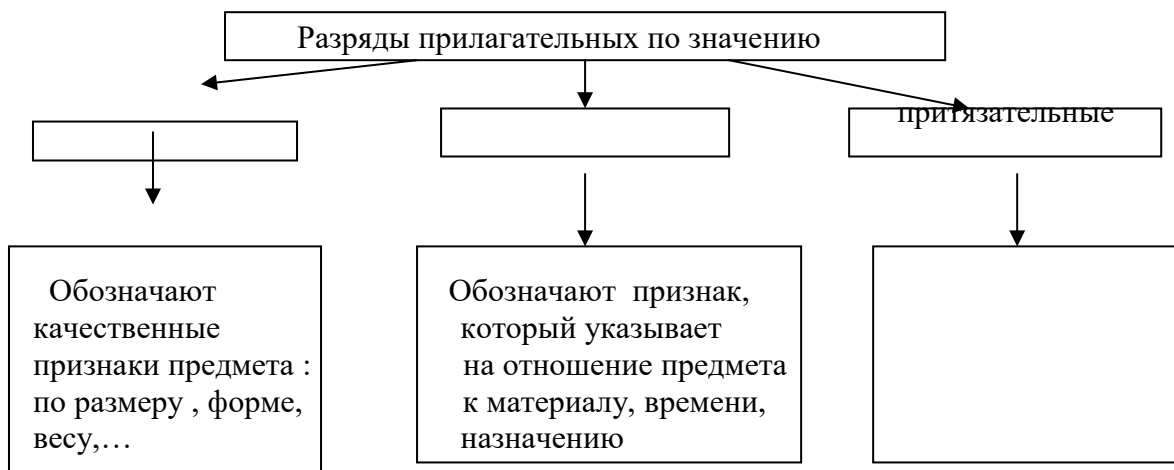 Разряды прилагательных по значению
притязательные
Обозначают
качественные
признаки предмета :
по размеру , форме,
весу,…
Обозначают признак,
который указывает
на отношение предмета
к материалу, времени,
назначению